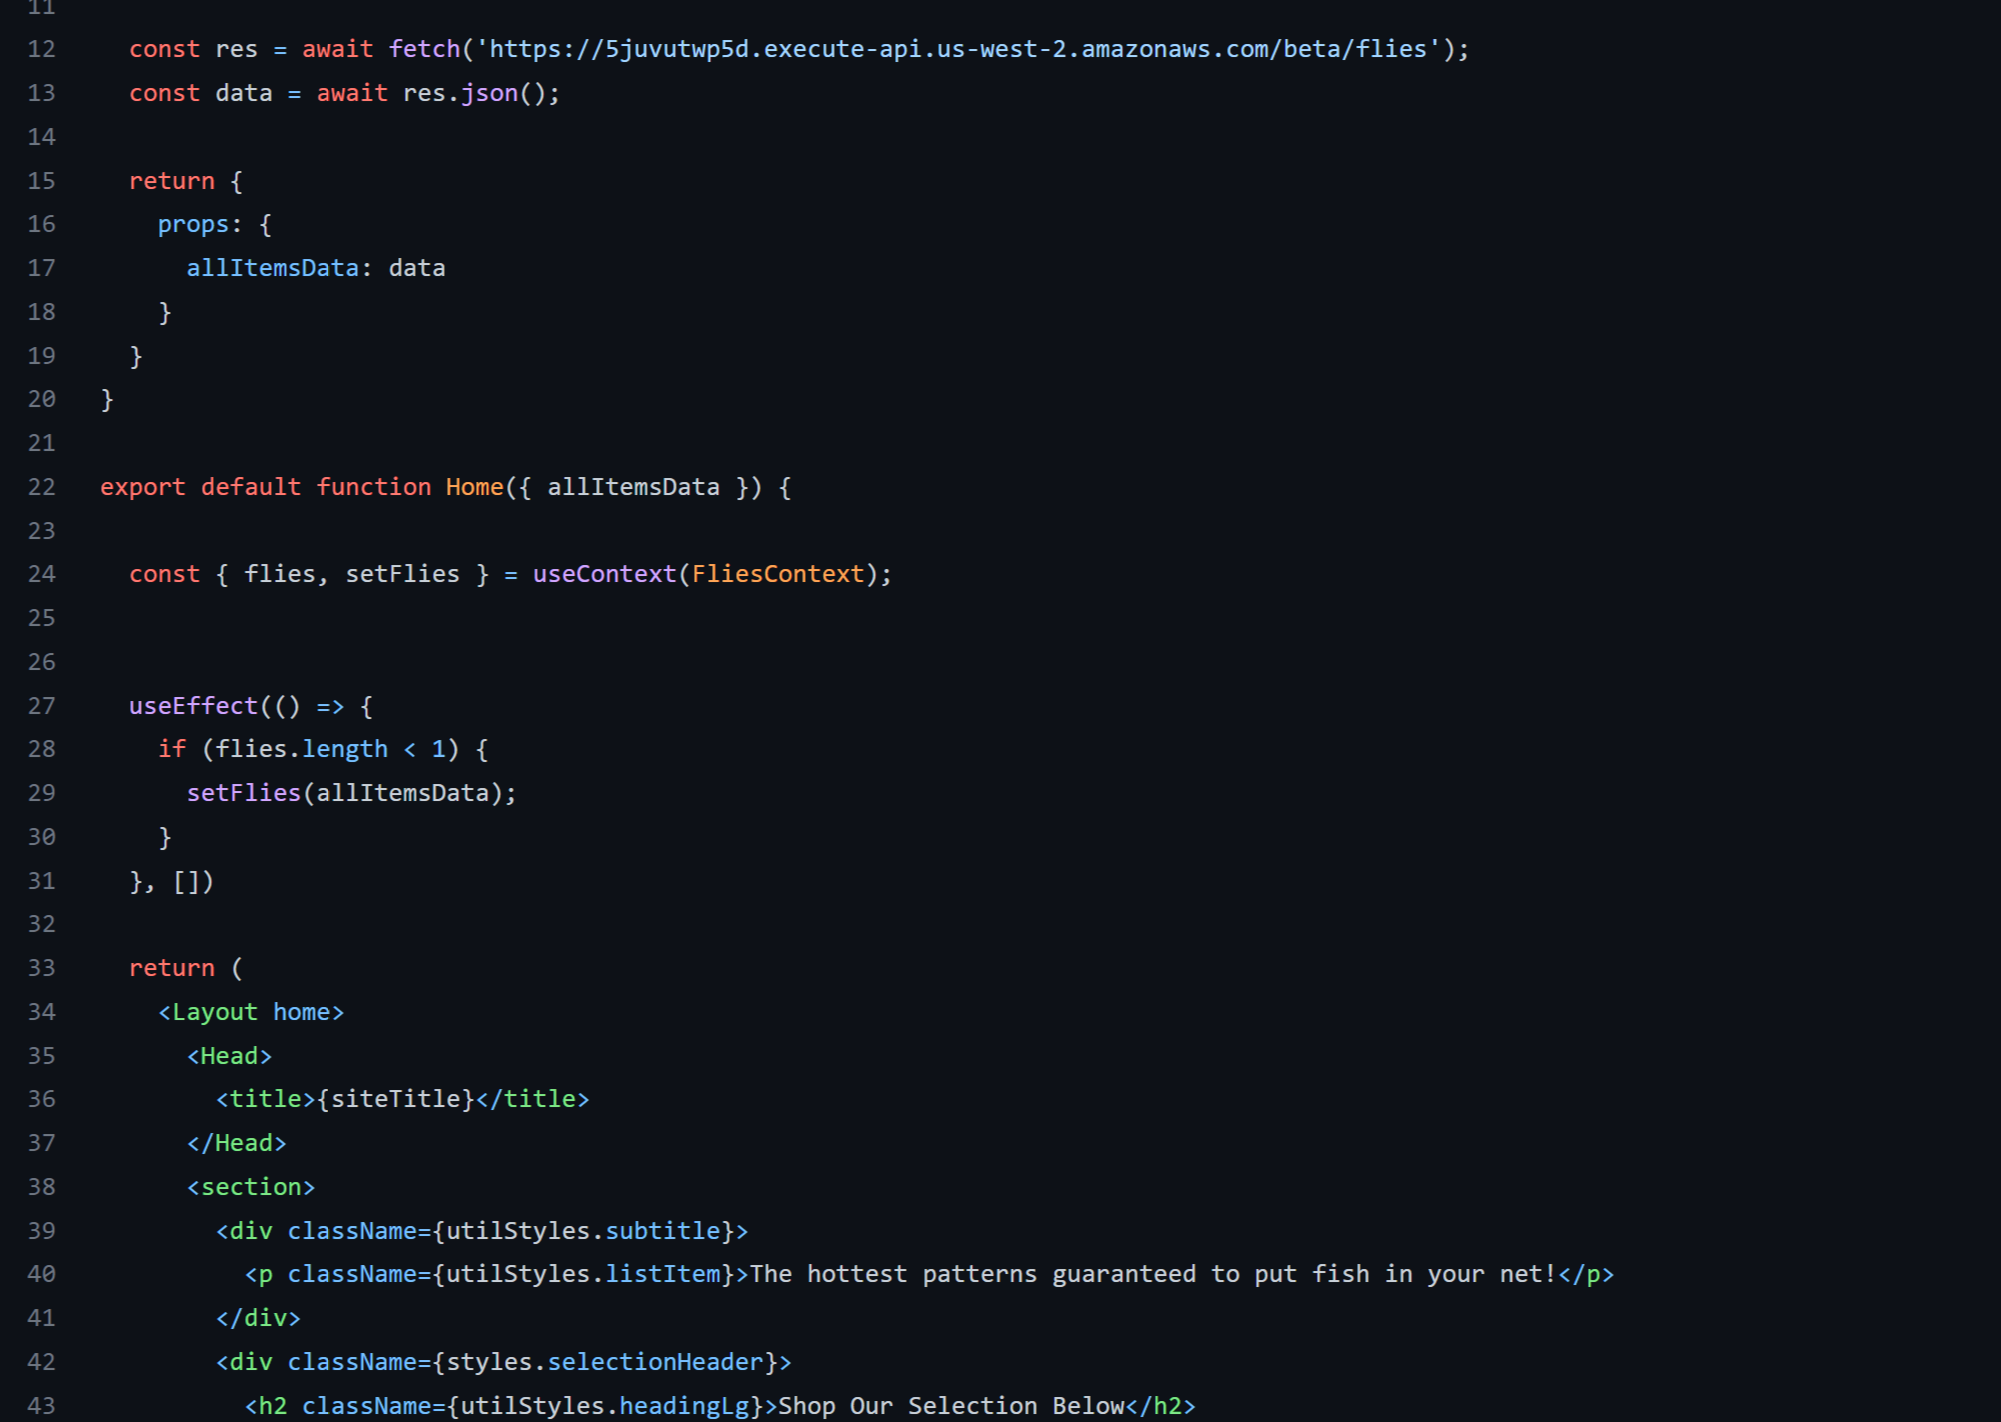 11
12 const res = await fetch('https://5juvutwp5d.execute-api.us-west-2.amazonaws.com/beta/flies');
13 const data = await res.json();
14
15 return {
16 props: {
17 allItemsData: data
18 }
19 }
20 }
21
22 export default function Home({ allItemsData }) {
23
24 const { flies, setFlies } = useContext(FliesContext);
25
26
27 useEffect(() => {
28 if (flies.length < 1) {
29 setFlies(allItemsData);
30 }
31 }, [])
32
33 return (
34 <Layout home>
35 <Head>
36 <title>{siteTitle}</title>
37 </Head>
38 <section>
39 <div className={utilStyles.subtitle}>
40 <p className={utilStyles.listItem}>The hottest patterns guaranteed to put fish in your net!</p>
41 </div>
42 <div className={styles.selectionHeader}>
43 <h2 className={utilStyles.headingLg}>Shop Our Selection Below</h2>